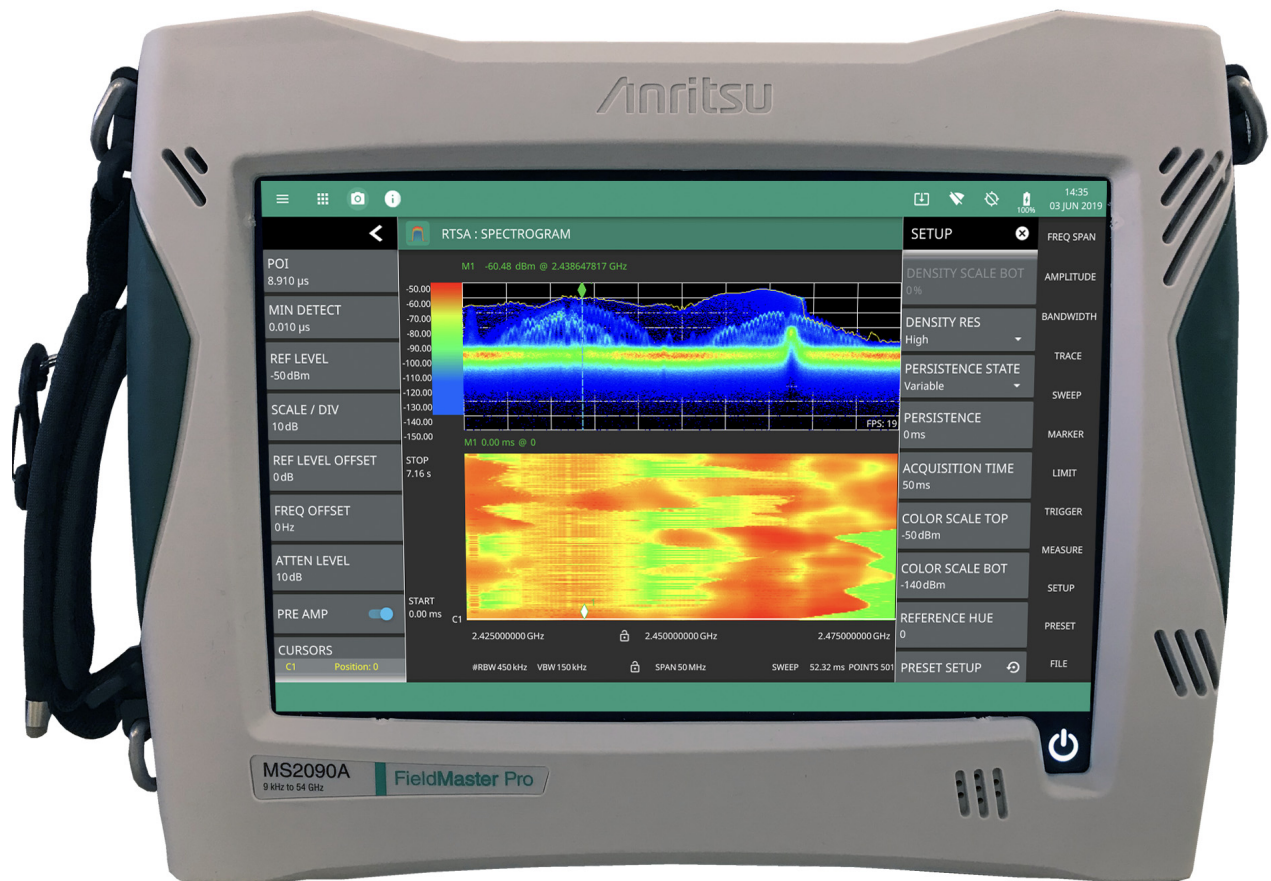 Anritsu
14:35
100%
03 JUN 2019
RTSA : SPECTROGRAM
SETUP
FREQ SPAN
AMPLITUDE
BANDWIDTH
TRACE
SWEEP
MARKER
LIMIT
TRIGGER
MEASURE
SETUP
PRESET
FILE
POI
8.910 µs
MIN DETECT
0.010 µs
REF LEVEL
-50 dBm
SCALE / DIV
10 dB
REF LEVEL OFFSET
0 dB
FREQ OFFSET
0 Hz
ATTEN LEVEL
10 dB
PRE AMP
CURSORS
C1 Position: 0
M1 -60.48 dBm @ 2.438647817 GHz
-50.00
-60.00
-70.00
-80.00
-90.00
-100.00
-110.00
-120.00
-130.00
-140.00
-150.00
FPS: 19
M1 0.00 ms @ 0
STOP
7.16 s
START
0.00 ms
C1
2.425000000 GHz 2.450000000 GHz 2.475000000 GHz
#RBW 450 kHz VBW 150 kHz SPAN 50 MHz SWEEP 52.32 ms POINTS 501
DENSITY SCALE BOT
0 %
DENSITY RES
High
PERSISTENCE STATE
Variable
PERSISTENCE
0 ms
ACQUISITION TIME
50 ms
COLOR SCALE TOP
-50 dBm
COLOR SCALE BOT
-140 dBm
REFERENCE HUE
0
PRESET SETUP
MS2090A
9 kHz to 54 GHz
FieldMaster Pro